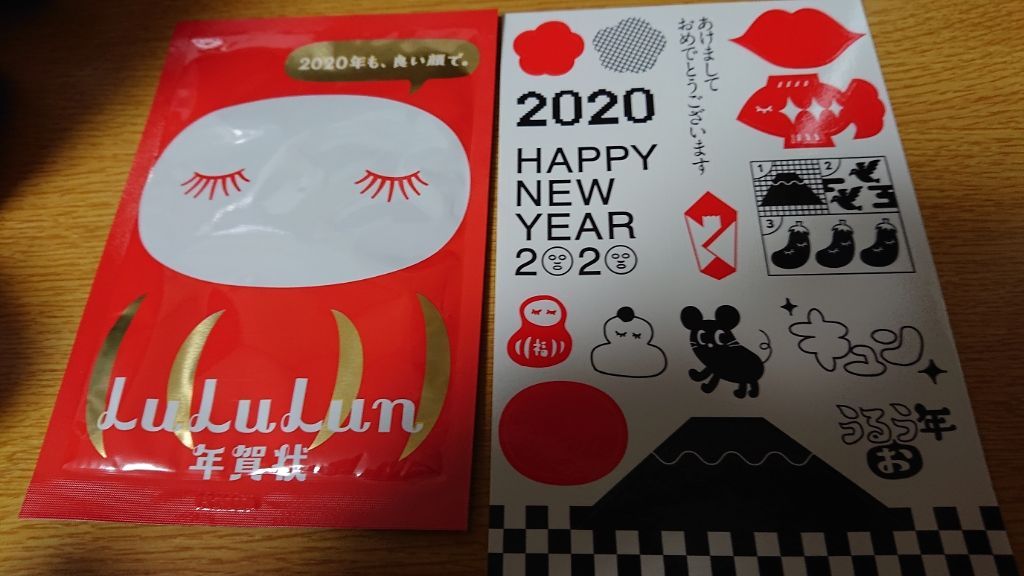 2020年も、良い顔で。
LuLuLun
年賀状
あけまして
おめでとうございます
2020
HAPPY
NEW
YEAR
2020
1
2
3
福
キュン
うるう年
お